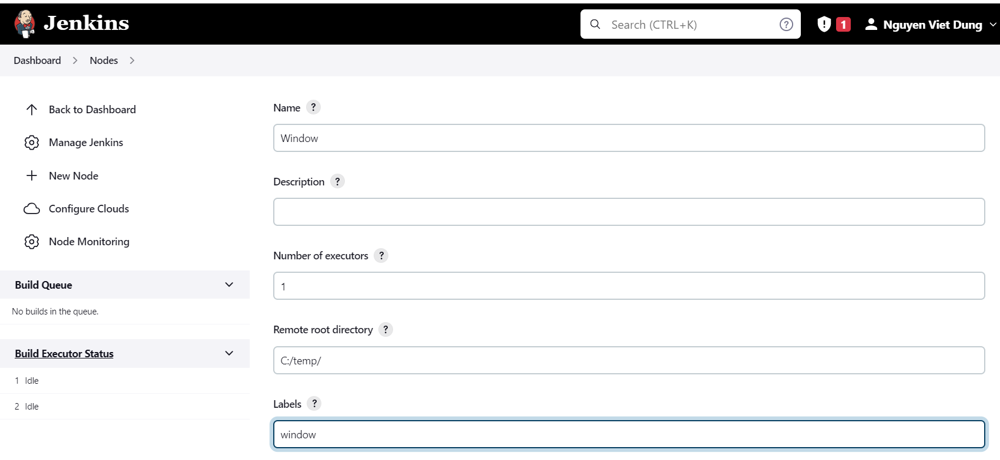 Jenkins
Search (CTRL+K)
?
1
Nguyen Viet Dung
Dashboard
Nodes
Back to Dashboard
Manage Jenkins
New Node
Configure Clouds
Node Monitoring
Build Queue
No builds in the queue.
Build Executor Status
1 Idle
2 Idle
Name ?
Window
Description ?
Number of executors ?
1
Remote root directory ?
C:/temp/
Labels ?
window